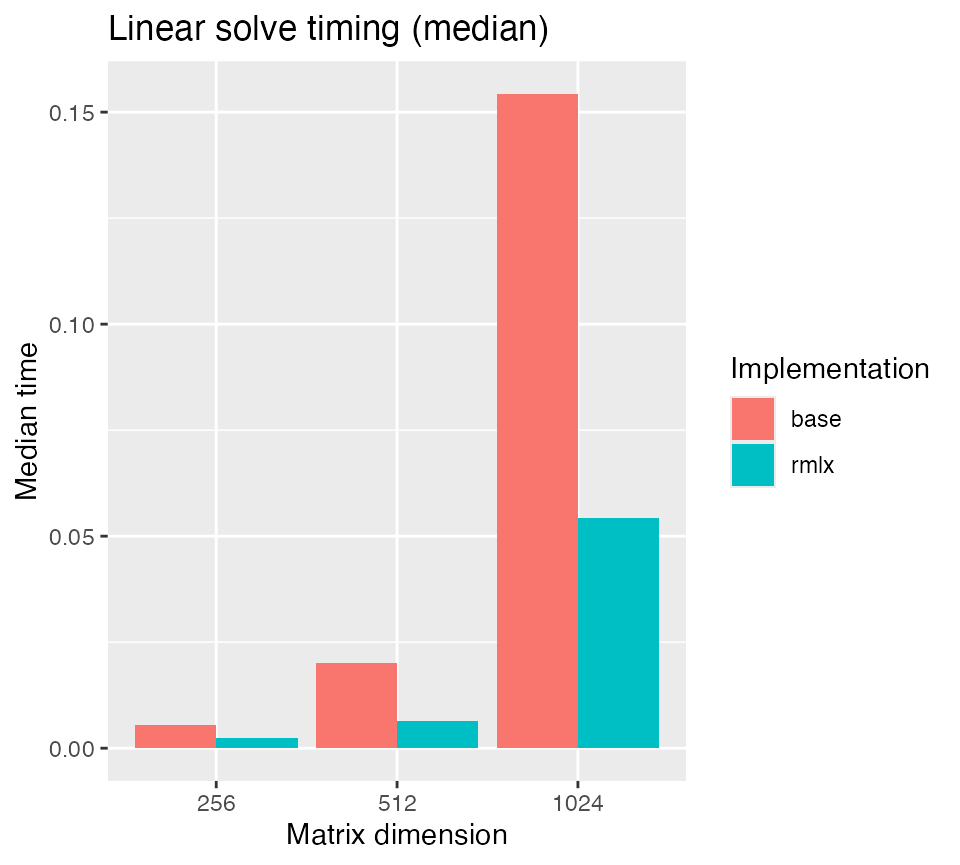 Linear solve timing (median)
0.15
0.10
0.05
0.00
Median time
256 512 1024
Matrix dimension
Implementation
base
rmlx